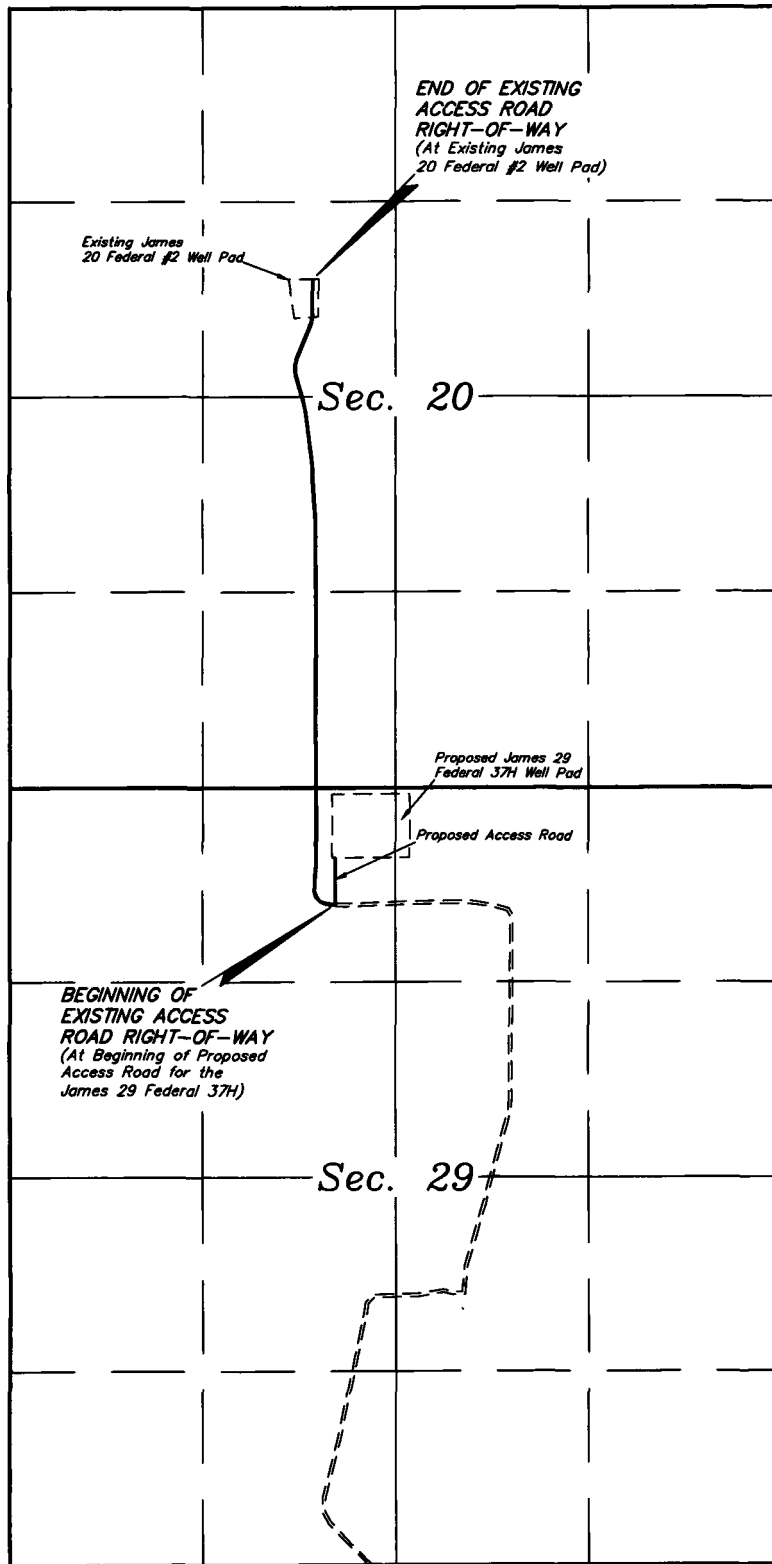 END OF EXISTING
ACCESS ROAD
RIGHT-OF-WAY
(At Existing James
20 Federal #2 Well Pad)
Existing James
20 Federal #2 Well Pad
Sec. 20
Proposed James 29
Federal 37H Well Pad
Proposed Access Road
BEGINNING OF
EXISTING ACCESS
ROAD RIGHT-OF-WAY
(At Beginning of Proposed
Access Road for the
James 29 Federal 37H)
Sec. 29